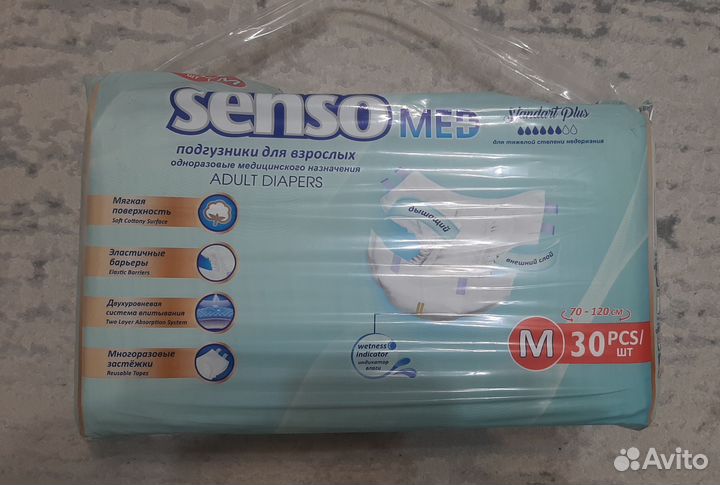 senso MED
Standart Plus
для тяжелой степени недержания
подгузники для взрослых
одноразовые медицинского назначения
ADULT DIAPERS
Мягкая
поверхность
Soft Cottony Surface
Эластичные
барьеры
Elastic Barriers
Двухуровневая
система впитывания
Two Layer Absorption System
Многоразовые
застёжки
Reusable Tapes
дышащий
внешний слой
wetness
indicator
индикатор
влаги
70 - 120 см
M 30 PCS/
ШТ
Avito